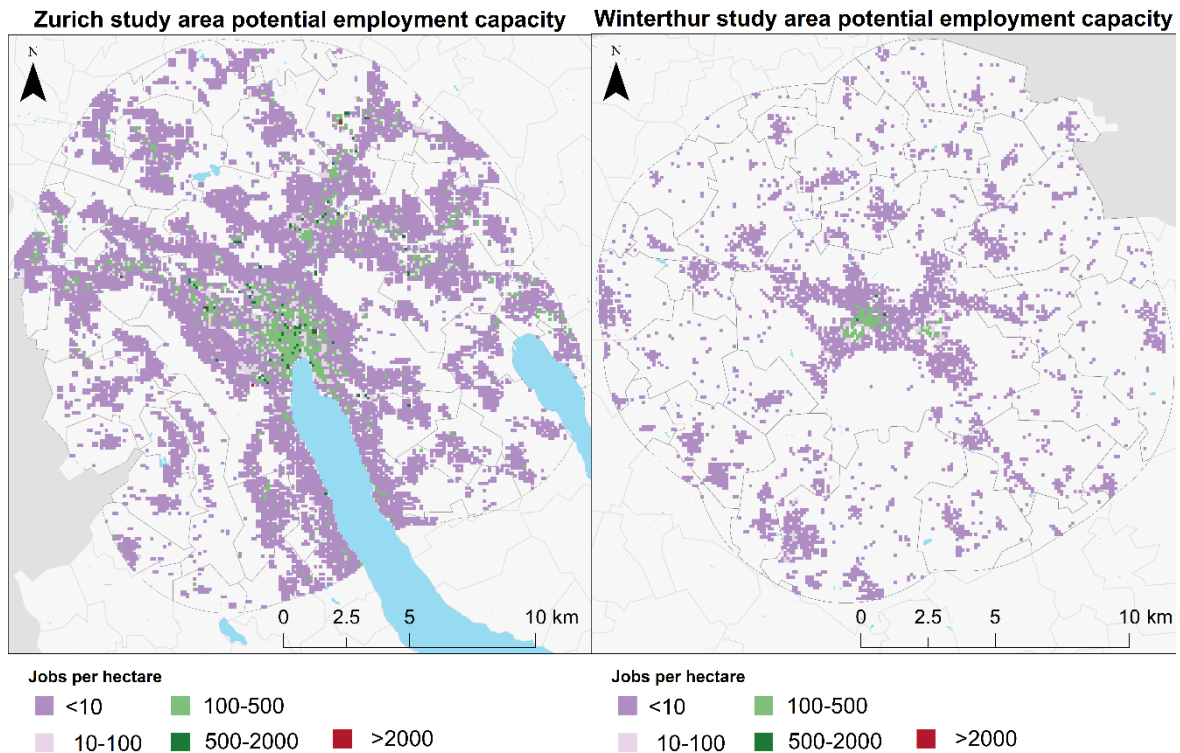 Zurich study area potential employment capacity
Winterthur study area potential employment capacity
N
N
0 2.5 5 10 km
0 2.5 5 10 km
Jobs per hectare
<10 100-500
10-100 500-2000 >2000
Jobs per hectare
<10 100-500
10-100 500-2000 >2000